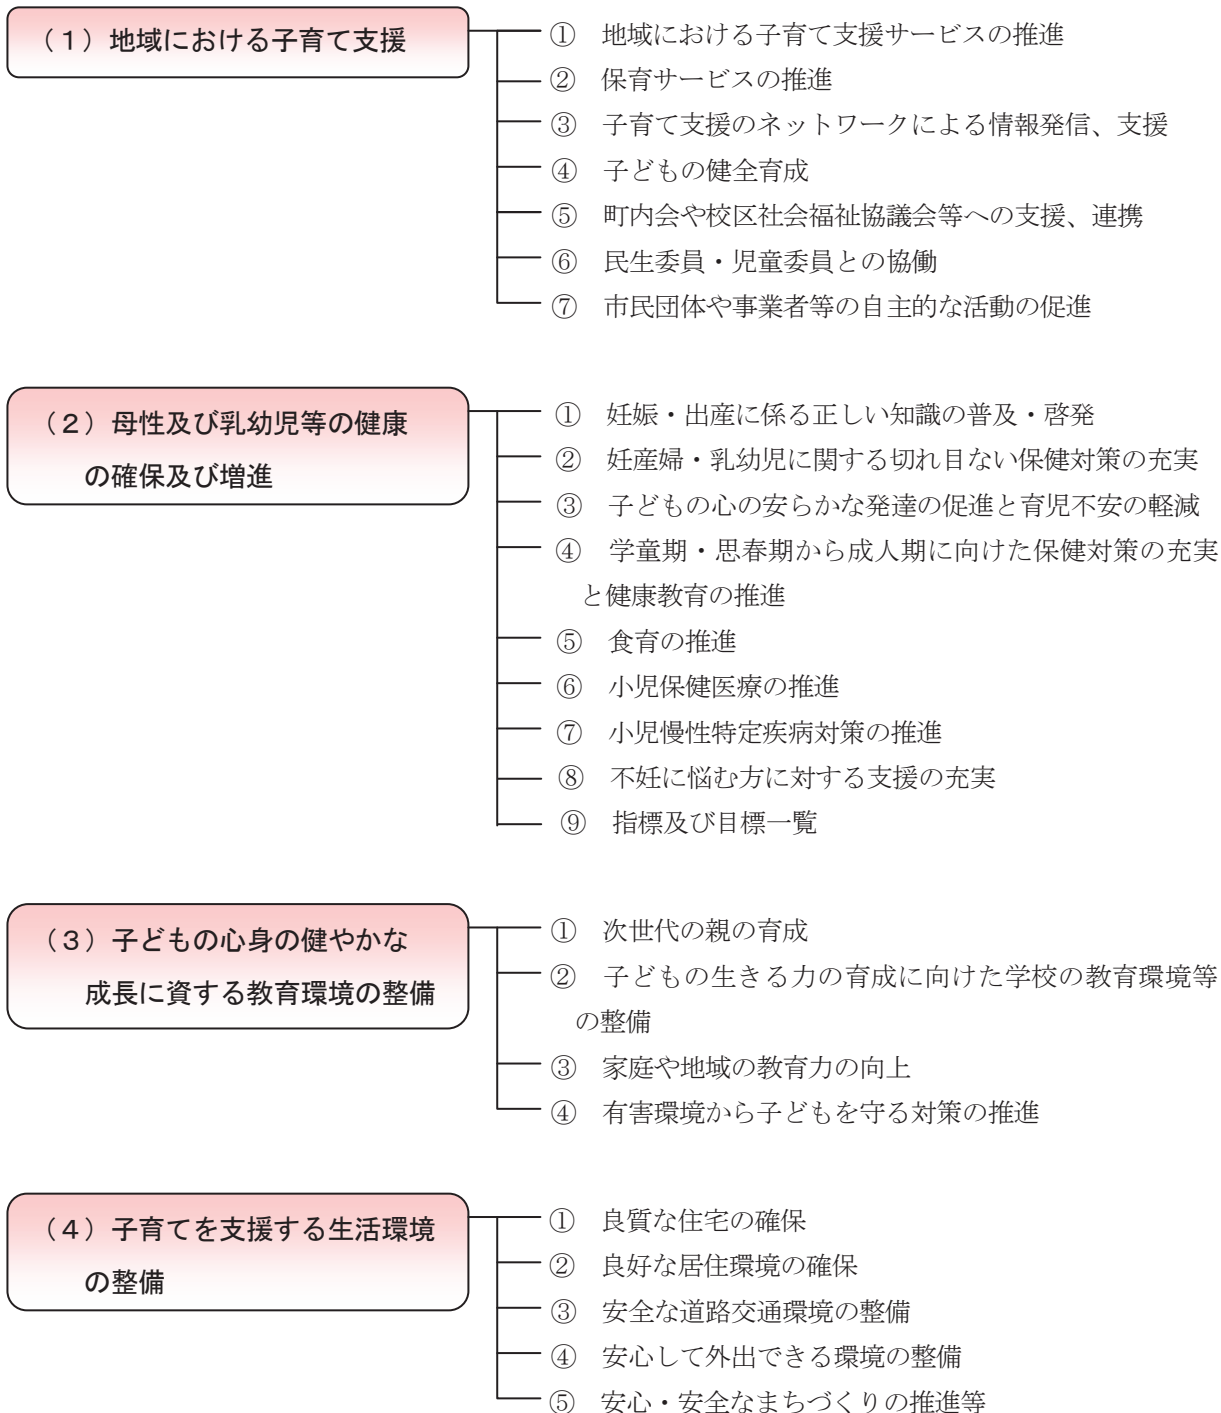 （１）地域における子育て支援
① 地域における子育て支援サービスの推進
② 保育サービスの推進
③ 子育て支援のネットワークによる情報発信、支援
④ 子どもの健全育成
⑤ 町内会や校区社会福祉協議会等への支援、連携
⑥ 民生委員・児童委員との協働
⑦ 市民団体や事業者等の自主的な活動の促進
（２）母性及び乳幼児等の健康
の確保及び増進
① 妊娠・出産に係る正しい知識の普及・啓発
② 妊産婦・乳幼児に関する切れ目ない保健対策の充実
③ 子どもの心の安らかな発達の促進と育児不安の軽減
④ 学童期・思春期から成人期に向けた保健対策の充実
と健康教育の推進
⑤ 食育の推進
⑥ 小児保健医療の推進
⑦ 小児慢性特定疾病対策の推進
⑧ 不妊に悩む方に対する支援の充実
⑨ 指標及び目標一覧
（３）子どもの心身の健やかな
成長に資する教育環境の整備
① 次世代の親の育成
② 子どもの生きる力の育成に向けた学校の教育環境等
の整備
③ 家庭や地域の教育力の向上
④ 有害環境から子どもを守る対策の推進
（４）子育てを支援する生活環境
の整備
① 良質な住宅の確保
② 良好な居住環境の確保
③ 安全な道路交通環境の整備
④ 安心して外出できる環境の整備
⑤ 安心・安全なまちづくりの推進等